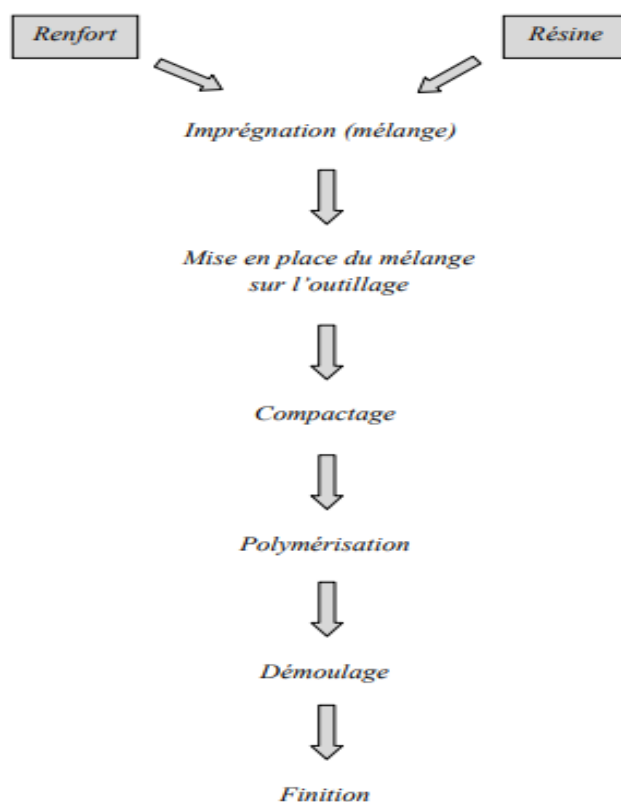 Renfort
Résine
Imprégnation (mélange)
Mise en place du mélange
sur l’outillage
Compactage
Polymérisation
Démoulage
Finition